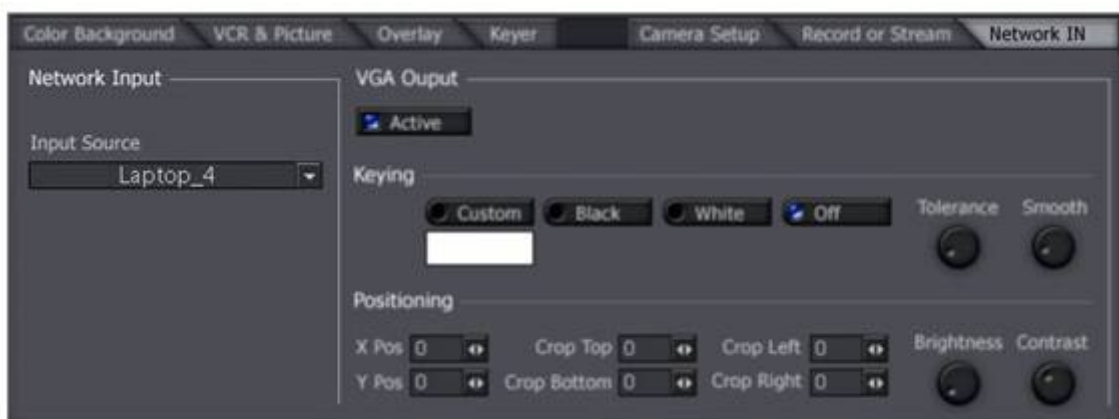 Color Background VCR & Picture Overlay Keyer Camera Setup Record or Stream Network IN
Network Input
Input Source
Laptop_4
VGA Ouput
Active
Keying
Custom Black White Off Tolerance Smooth
Positioning
X Pos 0 Crop Top 0 Crop Left 0 Brightness Contrast
Y Pos 0 Crop Bottom 0 Crop Right 0